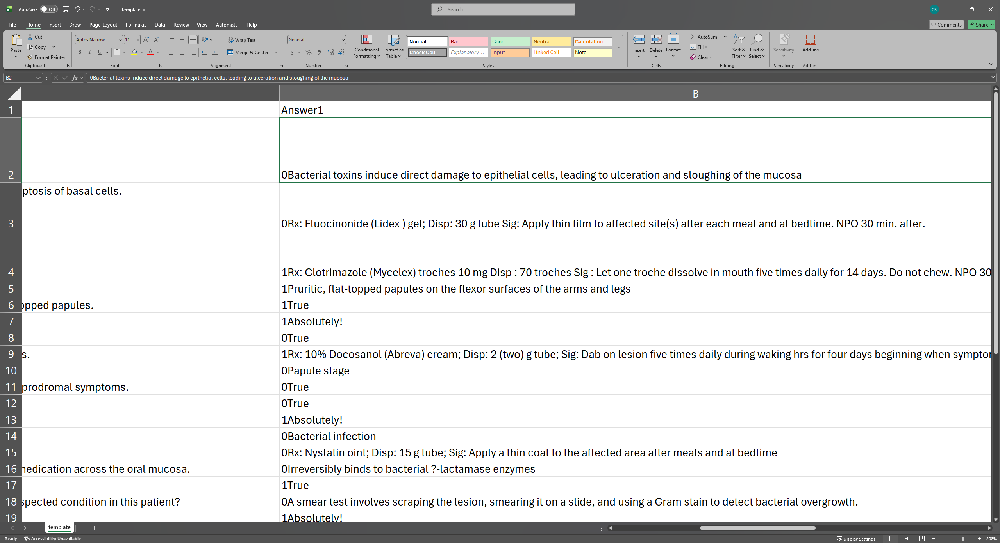 AutoSave Off template Search CB
File Home Insert Draw Page Layout Formulas Data Review View Automate Help Comments Share
Paste Cut Copy Format Painter Clipboard
Aptos Narrow 11 B I U A Font
Wrap Text Merge & Center Alignment
General $ % Number
Conditional Formatting Format as Table
Normal Bad Good Neutral Calculation
Check Cell Explanatory ... Input Linked Cell Note
Styles
Insert Delete Format Cells
AutoSum Fill Clear Sort & Filter Find & Select Editing
Sensitivity Sensitivity
Add-ins Add-ins
B2 fx 0Bacterial toxins induce direct damage to epithelial cells, leading to ulceration and sloughing of the mucosa
B
1 Answer1
2 0Bacterial toxins induce direct damage to epithelial cells, leading to ulceration and sloughing of the mucosa
ptosis of basal cells.
3 0Rx: Fluocinonide (Lidex ) gel; Disp: 30 g tube Sig: Apply thin film to affected site(s) after each meal and at bedtime. NPO 30 min. after.
4 1Rx: Clotrimazole (Mycelex) troches 10 mg Disp : 70 troches Sig : Let one troche dissolve in mouth five times daily for 14 days. Do not chew. NPO 30
5 1Pruritic, flat-topped papules on the flexor surfaces of the arms and legs
6 opped papules. 1True
7 1Absolutely!
8 0True
9 s. 1Rx: 10% Docosanol (Abreva) cream; Disp: 2 (two) g tube; Sig: Dab on lesion five times daily during waking hrs for four days beginning when sympto
10 0Papule stage
11 prodromal symptoms. 0True
12 0True
13 1Absolutely!
14 0Bacterial infection
15 0Rx: Nystatin oint; Disp: 15 g tube; Sig: Apply a thin coat to the affected area after meals and at bedtime
16 medication across the oral mucosa. 0Irreversibly binds to bacterial ?-lactamase enzymes
17 1True
18 spected condition in this patient? 0A smear test involves scraping the lesion, smearing it on a slide, and using a Gram stain to detect bacterial overgrowth.
19 1Absolutely!
template
Ready Accessibility: Unavailable Display Settings 208%